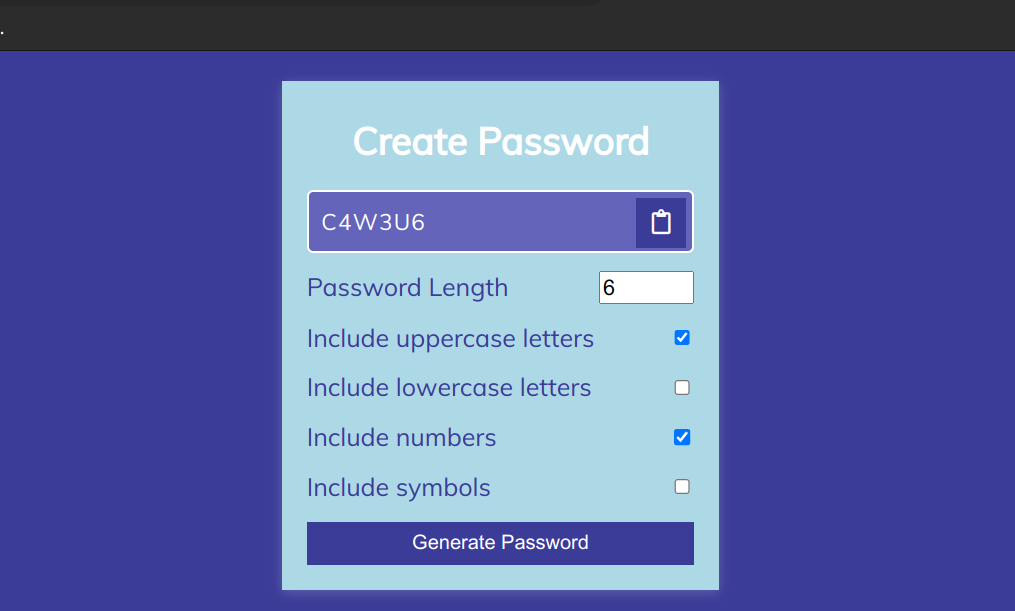 .
Create Password
C4W3U6
Password Length 6
Include uppercase letters
Include lowercase letters
Include numbers
Include symbols
Generate Password